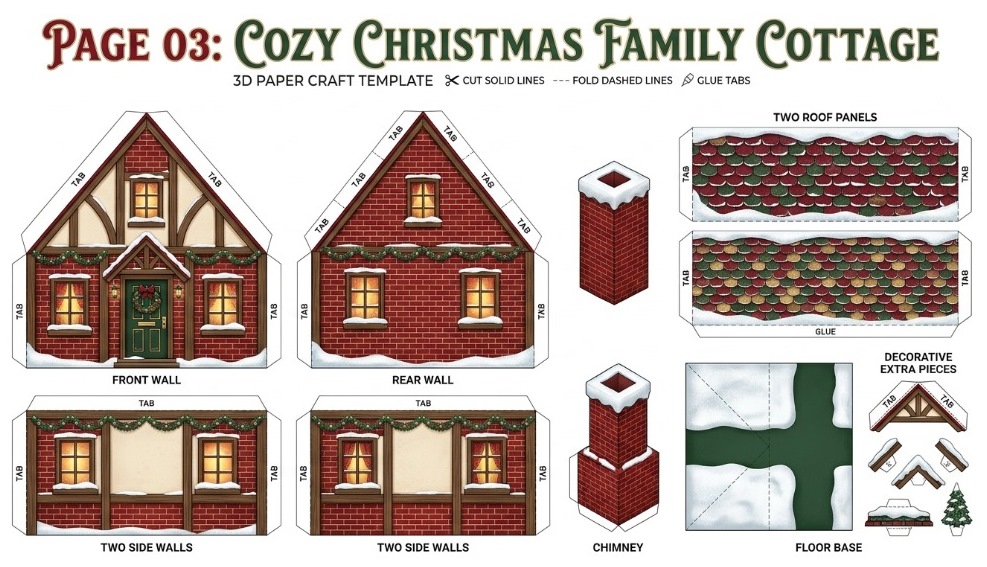 PAGE 03: COZY CHRISTMAS FAMILY COTTAGE
3D PAPER CRAFT TEMPLATE CUT SOLID LINES --- FOLD DASHED LINES GLUE TABS
TAB
TAB
TAB
TAB
FRONT WALL
TAB
TAB
TAB
TAB
TAB
TAB
TAB
TAB
REAR WALL
TWO ROOF PANELS
TAB
TAB
TAB
TAB
GLUE
TAB
TAB
TAB
TWO SIDE WALLS
TAB
TAB
TAB
TWO SIDE WALLS
CHIMNEY
FLOOR BASE
DECORATIVE
EXTRA PIECES
TAB
TAB